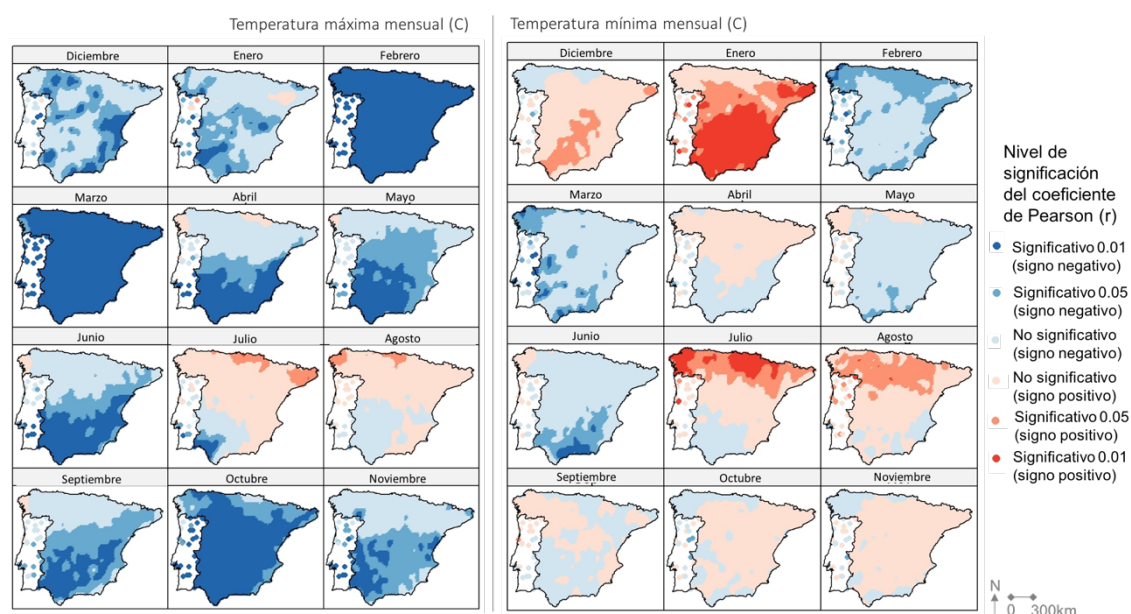 Temperatura máxima mensual (C)
Temperatura mínima mensual (C)
Diciembre
Enero
Febrero
Marzo
Abril
Mayo
Junio
Julio
Agosto
Septiembre
Octubre
Noviembre
Diciembre
Enero
Febrero
Marzo
Abril
Mayo
Junio
Julio
Agosto
Septiembre
Octubre
Noviembre
Nivel de
significación
del coeficiente
de Pearson (r)
Significativo 0.01
(signo negativo)
Significativo 0.05
(signo negativo)
No significativo
(signo negativo)
No significativo
(signo positivo)
Significativo 0.05
(signo positivo)
Significativo 0.01
(signo positivo)
N
0 300km